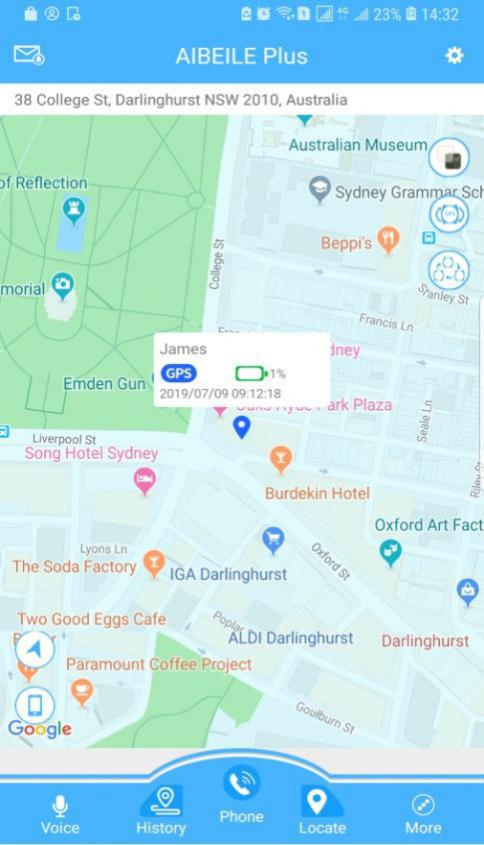 4G 23% 14:32
AIBEILE Plus
38 College St, Darlinghurst NSW 2010, Australia
Australian Museum
of Reflection
Sydney Grammar Sch
Beppi's
College St
morial
Stanley St
Francis Ln
James
dney
GPS 1%
Emden Gun
2019/07/09 09:12:18
Oaks Hyde Park Plaza
Seale Ln
Liverpool St
Song Hotel Sydney
Riley St
Burdekin Hotel
Oxford Art Fact
Lyons Ln
Oxford St
The Soda Factory
IGA Darlinghurst
Two Good Eggs Cafe
Poplar
ALDI Darlinghurst
Darlinghurst
Paramount Coffee Project
Goulburn St
Google
Voice
History
Phone
Locate
More